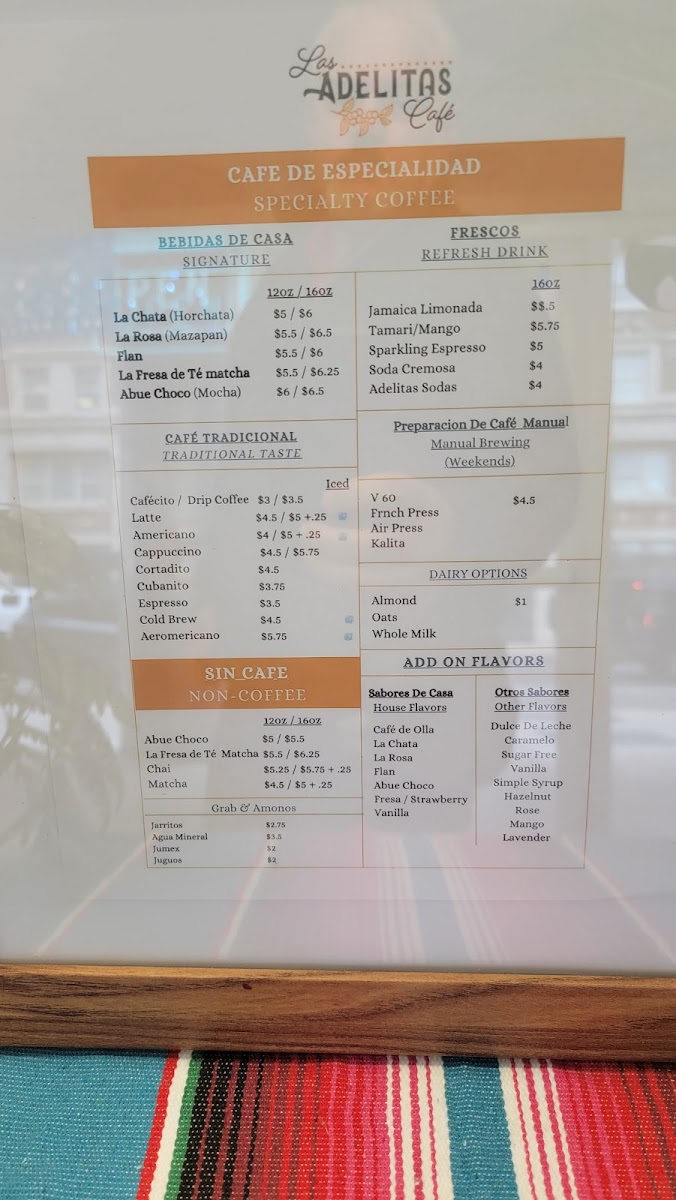 Las
ADELITAS
Café
CAFE DE ESPECIALIDAD
SPECIALTY COFFEE
BEBIDAS DE CASA
SIGNATURE
12OZ / 16OZ
La Chata (Horchata) $5 / $6
La Rosa (Mazapan) $5.5 / $6.5
Flan $5.5 / $6
La Fresa de Té matcha $5.5 / $6.25
Abue Choco (Mocha) $6 / $6.5
CAFÉ TRADICIONAL
TRADITIONAL TASTE
Iced
Cafécito / Drip Coffee $3 / $3.5
Latte $4.5 / $5 +.25
Americano $4 / $5 + .25
Cappuccino $4.5 / $5.75
Cortadito $4.5
Cubanito $3.75
Espresso $3.5
Cold Brew $4.5
Aeromericano $5.75
SIN CAFE
NON-COFFEE
12OZ / 16OZ
Abue Choco $5 / $5.5
La Fresa de Té Matcha $5.5 / $6.25
Chai $5.25 / $5.75 + .25
Matcha $4.5 / $5 + .25
Grab & Amonos
Jarritos $2.75
Agua Mineral $3.5
Jumex $2
Juguos $2
FRESCOS
REFRESH DRINK
16OZ
Jamaica Limonada $$.5
Tamari/Mango $5.75
Sparkling Espresso $5
Soda Cremosa $4
Adelitas Sodas $4
Preparacion De Café Manual
Manual Brewing
(Weekends)
V 60 $4.5
Frnch Press
Air Press
Kalita
DAIRY OPTIONS
Almond $1
Oats
Whole Milk
ADD ON FLAVORS
Sabores De Casa
House Flavors
Café de Olla
La Chata
La Rosa
Flan
Abue Choco
Fresa / Strawberry
Vanilla
Otros Sabores
Other Flavors
Dulce De Leche
Caramelo
Sugar Free
Vanilla
Simple Syrup
Hazelnut
Rose
Mango
Lavender